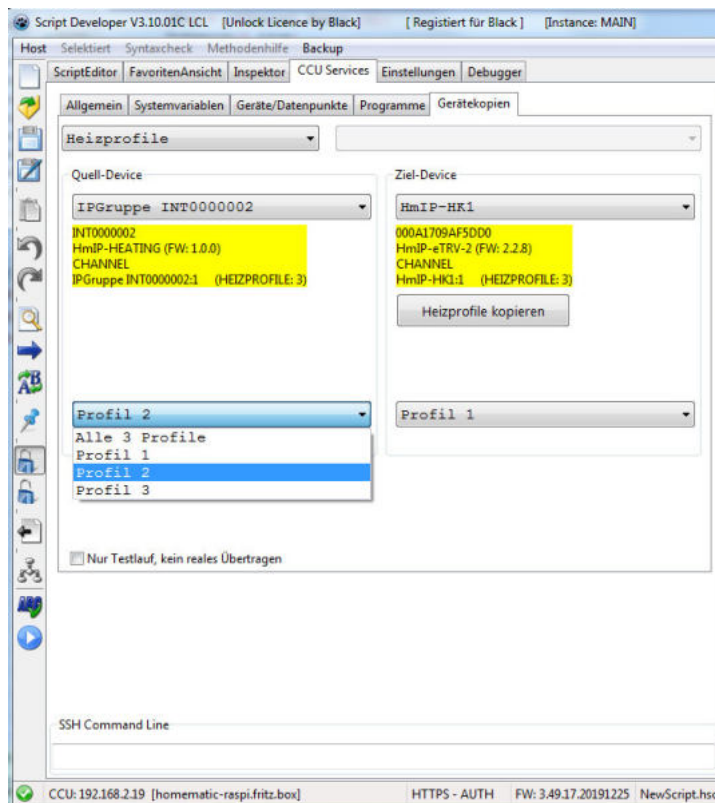 Script Developer V3.10.01C LCL [Unlock Licence by Black] [ Registiert für Black ] [Instance: MAIN]
Host Selektiert Syntaxcheck Methodenhilfe Backup
ScriptEditor FavoritenAnsicht Inspektor CCU Services Einstellungen Debugger
Allgemein Systemvariablen Geräte/Datenpunkte Programme Gerätekopien
Heizprofile
Quell-Device Ziel-Device
IPGruppe INT0000002 HmIP-HK1
INT0000002 000A1709AF5DD0
HmIP-HEATING (FW: 1.0.0) HmIP-eTRV-2 (FW: 2.2.8)
CHANNEL CHANNEL
IPGruppe INT0000002:1 (HEIZPROFILE: 3) HmIP-HK1:1 (HEIZPROFILE: 3)
Heizprofile kopieren
Profil 2 Profil 1
Alle 3 Profile
Profil 1
Profil 2
Profil 3
Nur Testlauf, kein reales Übertragen
SSH Command Line
CCU: 192.168.2.19 [homematic-raspi.fritz.box] HTTPS - AUTH FW: 3.49.17.20191225 NewScript.hsc